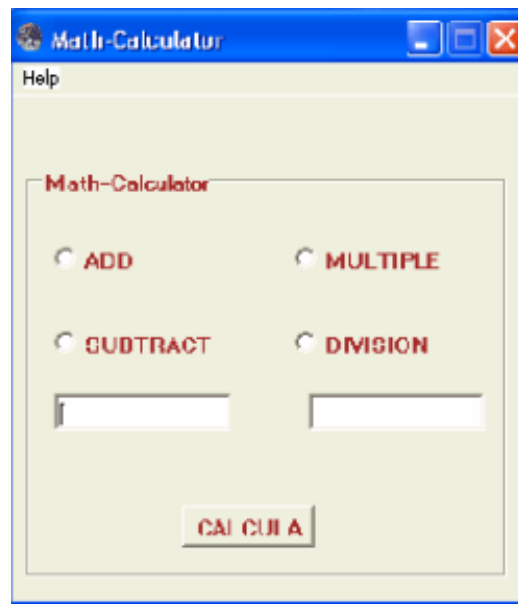 Math-Calculator
Help
Math-Calculator
ADD MULTIPLE
SUBTRACT DIVISION
CALCULA